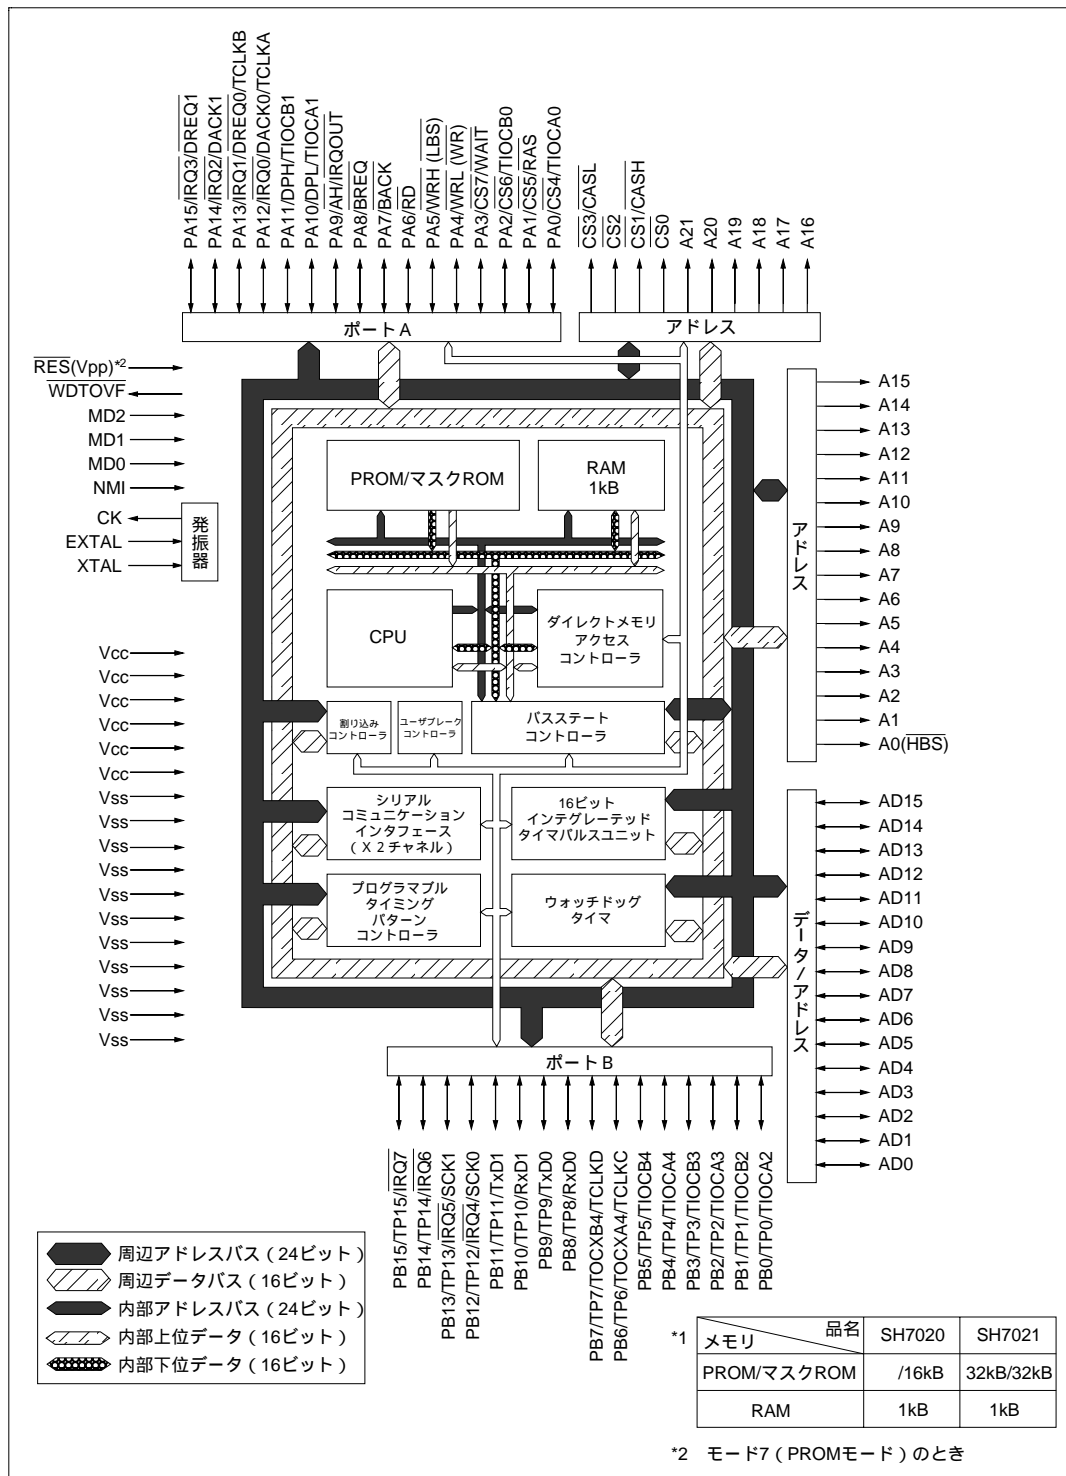 PA15/IRQ3/DREQ1
PA14/IRQ2/DACK1
PA13/IRQ1/DREQ0/TCLKB
PA12/IRQ0/DACK0/TCLKA
PA11/DPH/TIOCB1
PA10/DPL/TIOCA1
PA9/AH/IRQOUT
PA8/BREQ
PA7/BACK
PA6/RD
PA5/WRH (LBS)
PA4/WRL (WR)
PA3/CS7/WAIT
PA2/CS6/TIOCB0
PA1/CS5/RAS
PA0/CS4/TIOCA0
CS3/CASL
CS2
CS1/CASH
CS0
A21
A20
A19
A18
A17
A16
ポートA
アドレス
RES(Vpp)*2
WDTOVF
MD2
MD1
MD0
NMI
CK
EXTAL
XTAL
発振器
Vcc
Vcc
Vcc
Vcc
Vcc
Vcc
Vss
Vss
Vss
Vss
Vss
Vss
Vss
Vss
Vss
Vss
Vss
PROM/マスクROM
RAM
1kB
CPU
ダイレクトメモリ
アクセス
コントローラ
割り込み
コントローラ
ユーザブレーク
コントローラ
バスステート
コントローラ
シリアル
コミュニケーション
インタフェース
(X2チャネル)
16ビット
インテグレーテッド
タイマパルスユニット
プログラマブル
タイミング
パターン
コントローラ
ウォッチドッグ
タイマ
アドレス
A15
A14
A13
A12
A11
A10
A9
A8
A7
A6
A5
A4
A3
A2
A1
A0(HBS)
データ/アドレス
AD15
AD14
AD13
AD12
AD11
AD10
AD9
AD8
AD7
AD6
AD5
AD4
AD3
AD2
AD1
AD0
ポートB
PB15/TP15/IRQ7
PB14/TP14/IRQ6
PB13/TP13/IRQ5/SCK1
PB12/TP12/IRQ4/SCK0
PB11/TP11/TxD1
PB10/TP10/RxD1
PB9/TP9/TxD0
PB8/TP8/RxD0
PB7/TP7/TOCXB4/TCLKD
PB6/TP6/TOCXA4/TCLKC
PB5/TP5/TIOCB4
PB4/TP4/TIOCA4
PB3/TP3/TIOCB3
PB2/TP2/TIOCA3
PB1/TP1/TIOCB2
PB0/TP0/TIOCA2
周辺アドレスバス(24ビット)
周辺データバス(16ビット)
内部アドレスバス(24ビット)
内部上位データ(16ビット)
内部下位データ(16ビット)
*1 メモリ 品名 SH7020 SH7021
PROM/マスクROM /16kB 32kB/32kB
RAM 1kB 1kB
*2 モード7(PROMモード)のとき